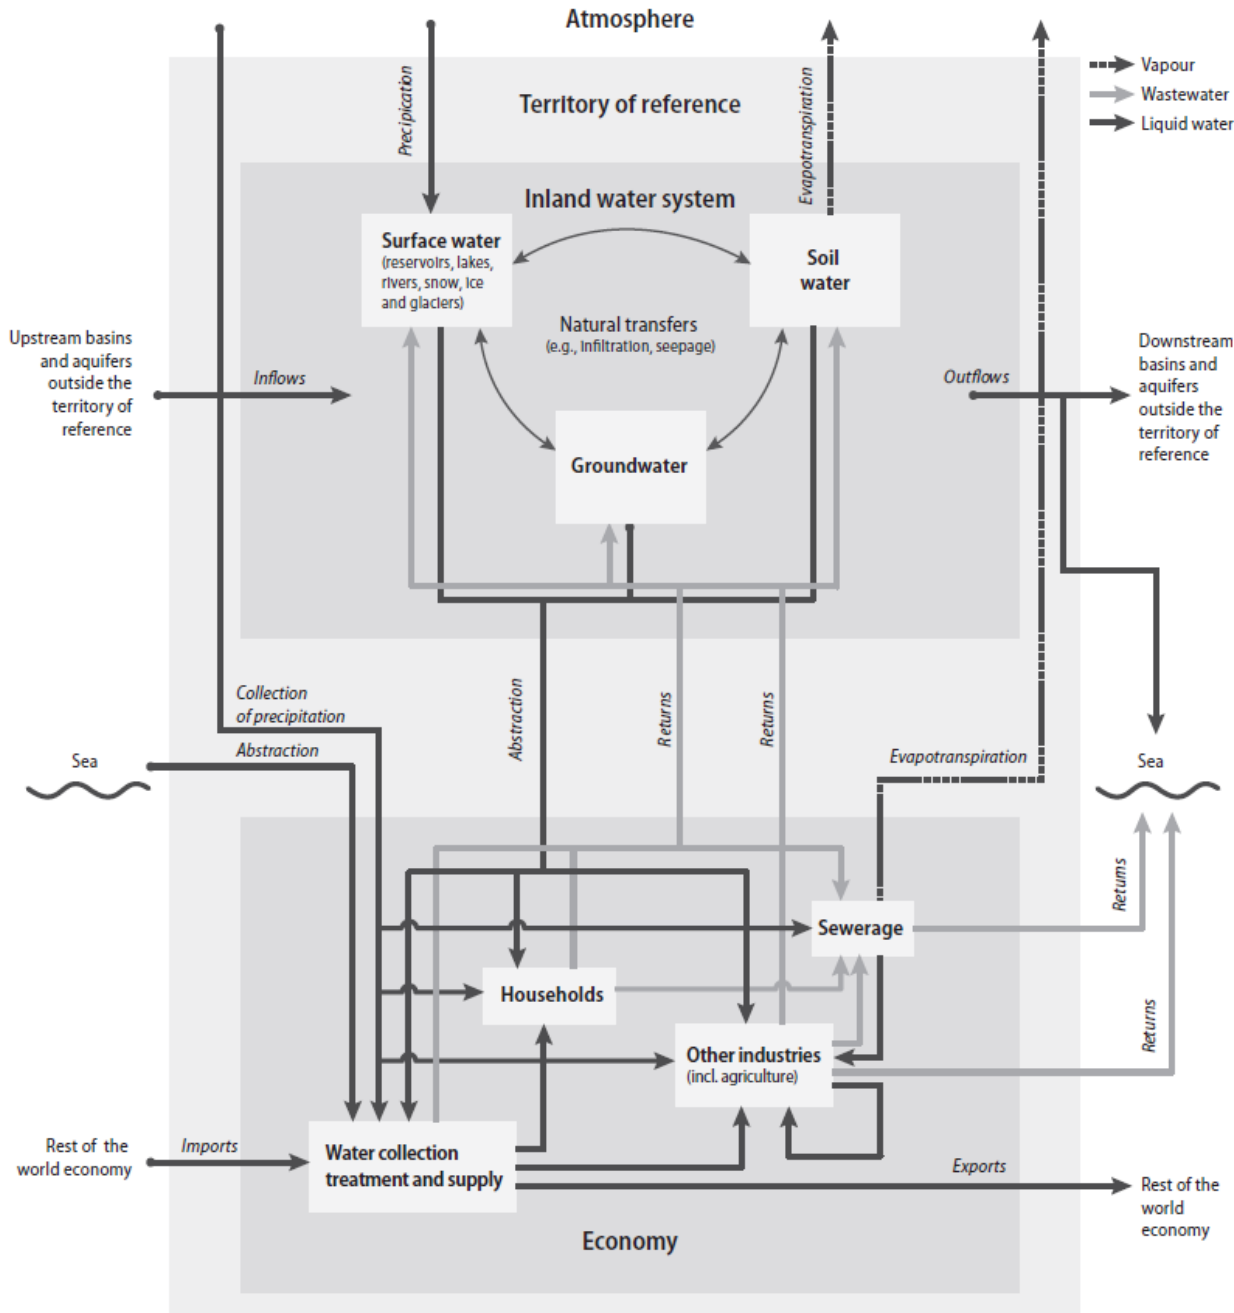 Atmosphere
Vapour
Wastewater
Liquid water
Precipication
Territory of reference
Evapotranspiration
Inland water system
Surface water
(reservoirs, lakes,
rivers, snow, ice
and glaciers)
Soil
water
Natural transfers
(e.g., infiltration, seepage)
Upstream basins
and aquifers
outside the
territory of
reference
Inflows
Outflows
Downstream
basins and
aquifers
outside the
territory of
reference
Groundwater
Collection
of precipitation
Abstraction
Sea
Abstraction
Returns
Returns
Evapotranspiration
Sea
Returns
Sewerage
Households
Returns
Other industries
(incl. agriculture)
Rest of the
world economy
Imports
Water collection
treatment and supply
Exports
Rest of the
world
economy
Economy